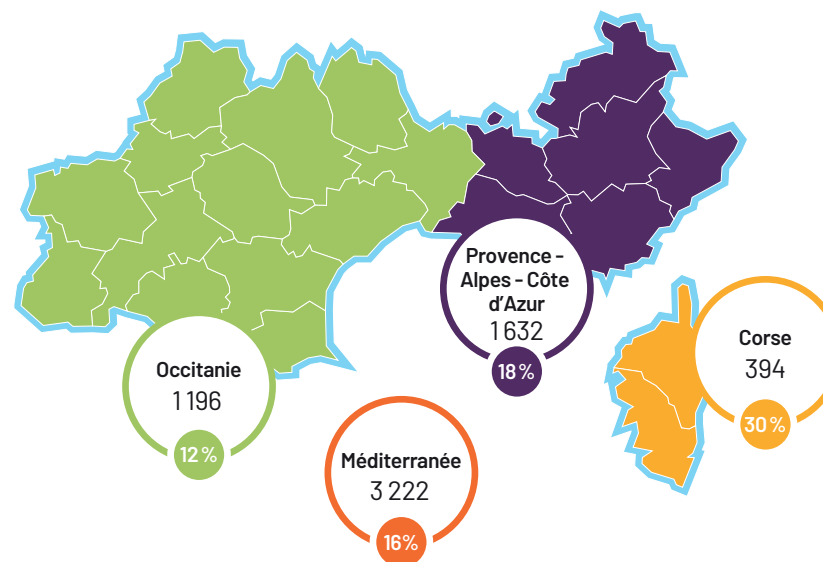 Provence -
Alpes - Côte
d'Azur
1 632
18 %
Corse
394
30 %
Occitanie
1 196
12 %
Méditerranée
3 222
16%